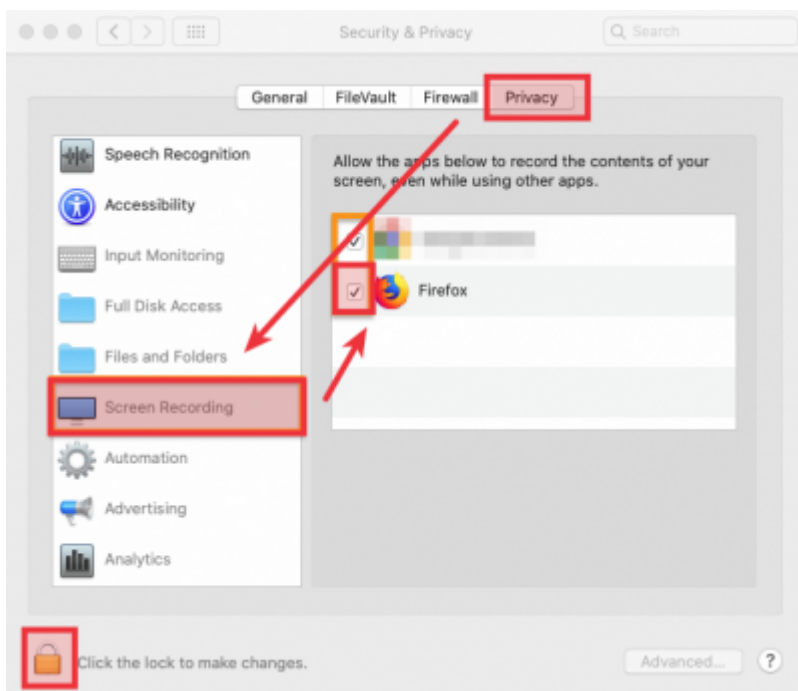 Security & Privacy
Search
General FileVault Firewall Privacy
Speech Recognition
Accessibility
Input Monitoring
Full Disk Access
Files and Folders
Screen Recording
Automation
Advertising
Analytics
Allow the apps below to record the contents of your
screen, even while using other apps.
Firefox
Click the lock to make changes.
Advanced...
?